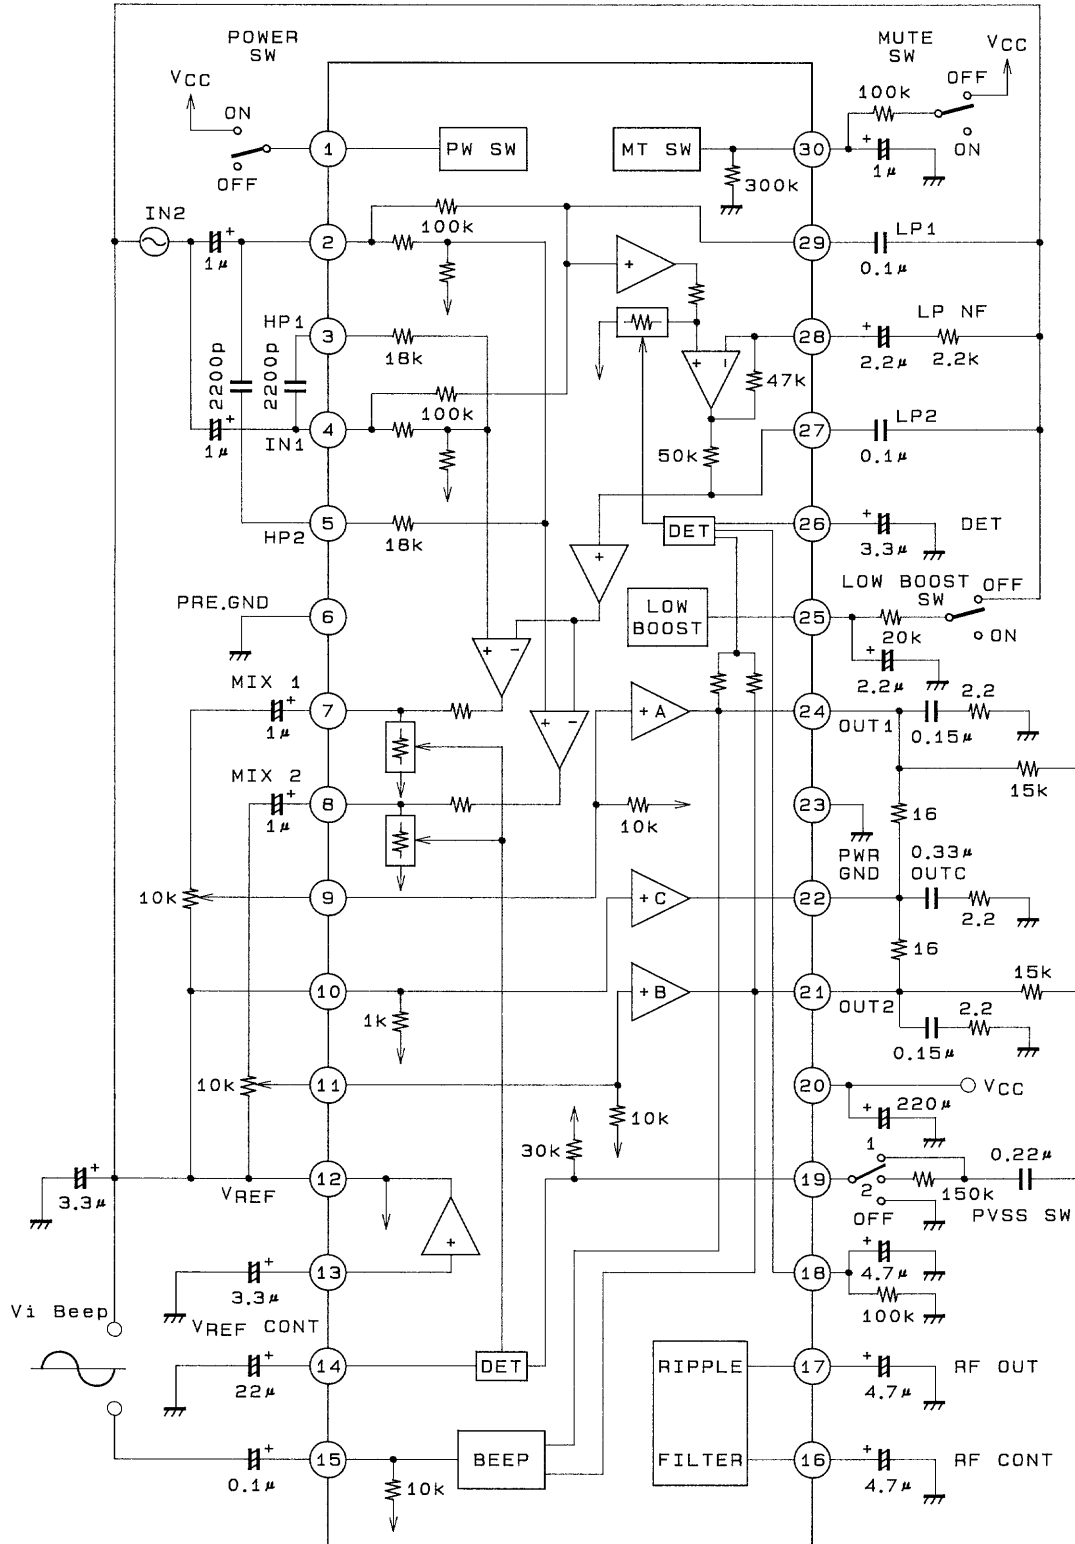 POWER
SW
VCC
ON
OFF
MUTE
SW
VCC
OFF
100k
ON
1μ
1
PW SW
MT SW
30
300k
IN2
1μ
2
100k
29
LP1
0.1μ
HP1
3
18k
28
LP NF
2.2μ
2.2k
2200p
2200p
47k
1μ
IN1
4
100k
27
LP2
0.1μ
50k
HP2
5
18k
DET
26
3.3μ
DET
PRE.GND
6
LOW
BOOST
25
LOW BOOST
SW
OFF
ON
20k
2.2μ
MIX 1
1μ
7
+A
24
OUT1
0.15μ
2.2
15k
MIX 2
1μ
8
10k
23
PWR
GND
16
10k
9
+C
22
0.33μ
OUTC
2.2
16
10
1k
+B
21
OUT2
15k
2.2
0.15μ
10k
11
10k
20
VCC
220μ
30k
3.3μ
VREF
12
19
1
2
OFF
150k
0.22μ
PVSS SW
3.3μ
13
18
4.7μ
100k
Vi Beep
VREF CONT
22μ
14
DET
RIPPLE
FILTER
17
4.7μ
RF OUT
0.1μ
15
10k
BEEP
16
4.7μ
RF CONT